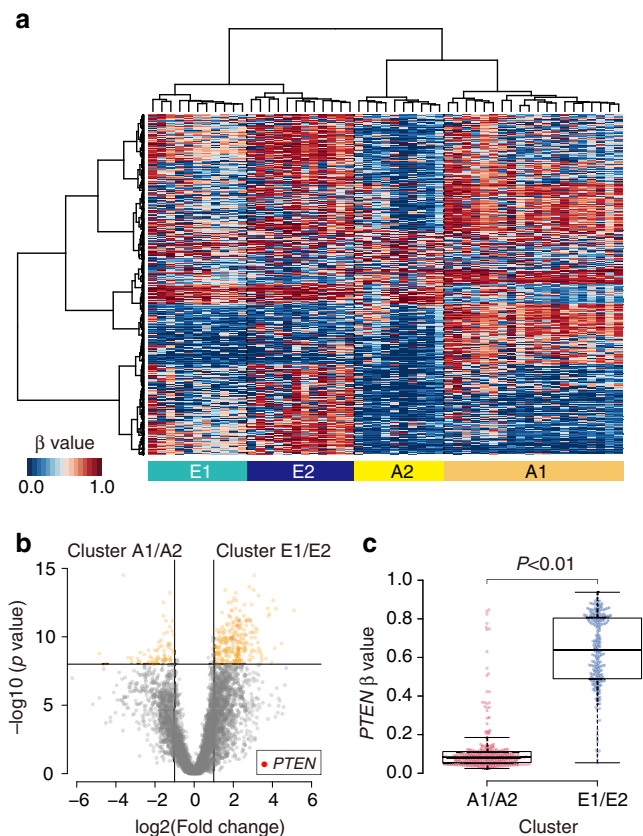 a
β value
0.0 1.0
E1 E2 A2 A1
b
Cluster A1/A2 Cluster E1/E2
–log10 (p value)
15
10
5
0
PTEN
–6 –4 –2 0 2 4 6
log2(Fold change)
c
P<0.01
PTEN β value
1.0
0.8
0.6
0.4
0.2
0.0
A1/A2 E1/E2
Cluster